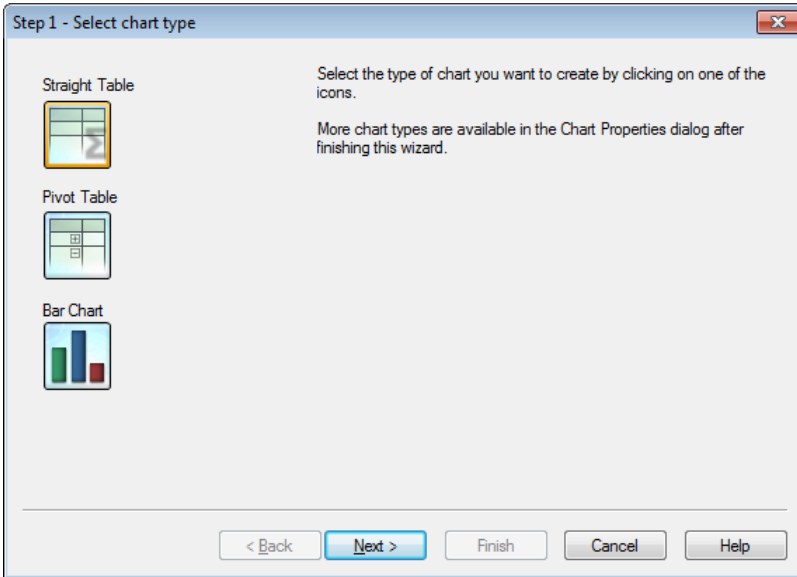 Step 1 - Select chart type
Straight Table
Select the type of chart you want to create by clicking on one of the
icons.
More chart types are available in the Chart Properties dialog after
finishing this wizard.
Σ
Pivot Table
Bar Chart
< Back
Next >
Finish
Cancel
Help